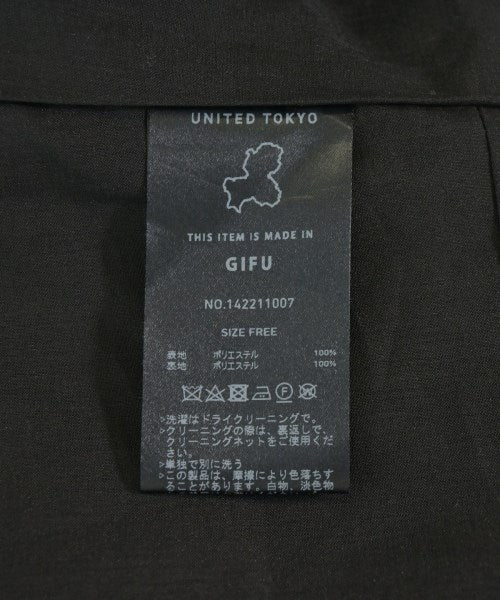 UNITED TOKYO
THIS ITEM IS MADE IN
GIFU
NO.142211007
SIZE FREE
表地 ポリエステル 100%
裏地 ポリエステル 100%
>洗濯はドライクリーニングで。
>クリーニングの際は、裏返しで、
クリーニングネットをご使用くだ
さい。
>単独で別に洗う
>この製品は、摩擦により色落ちす
ることがあります。白物、淡色物